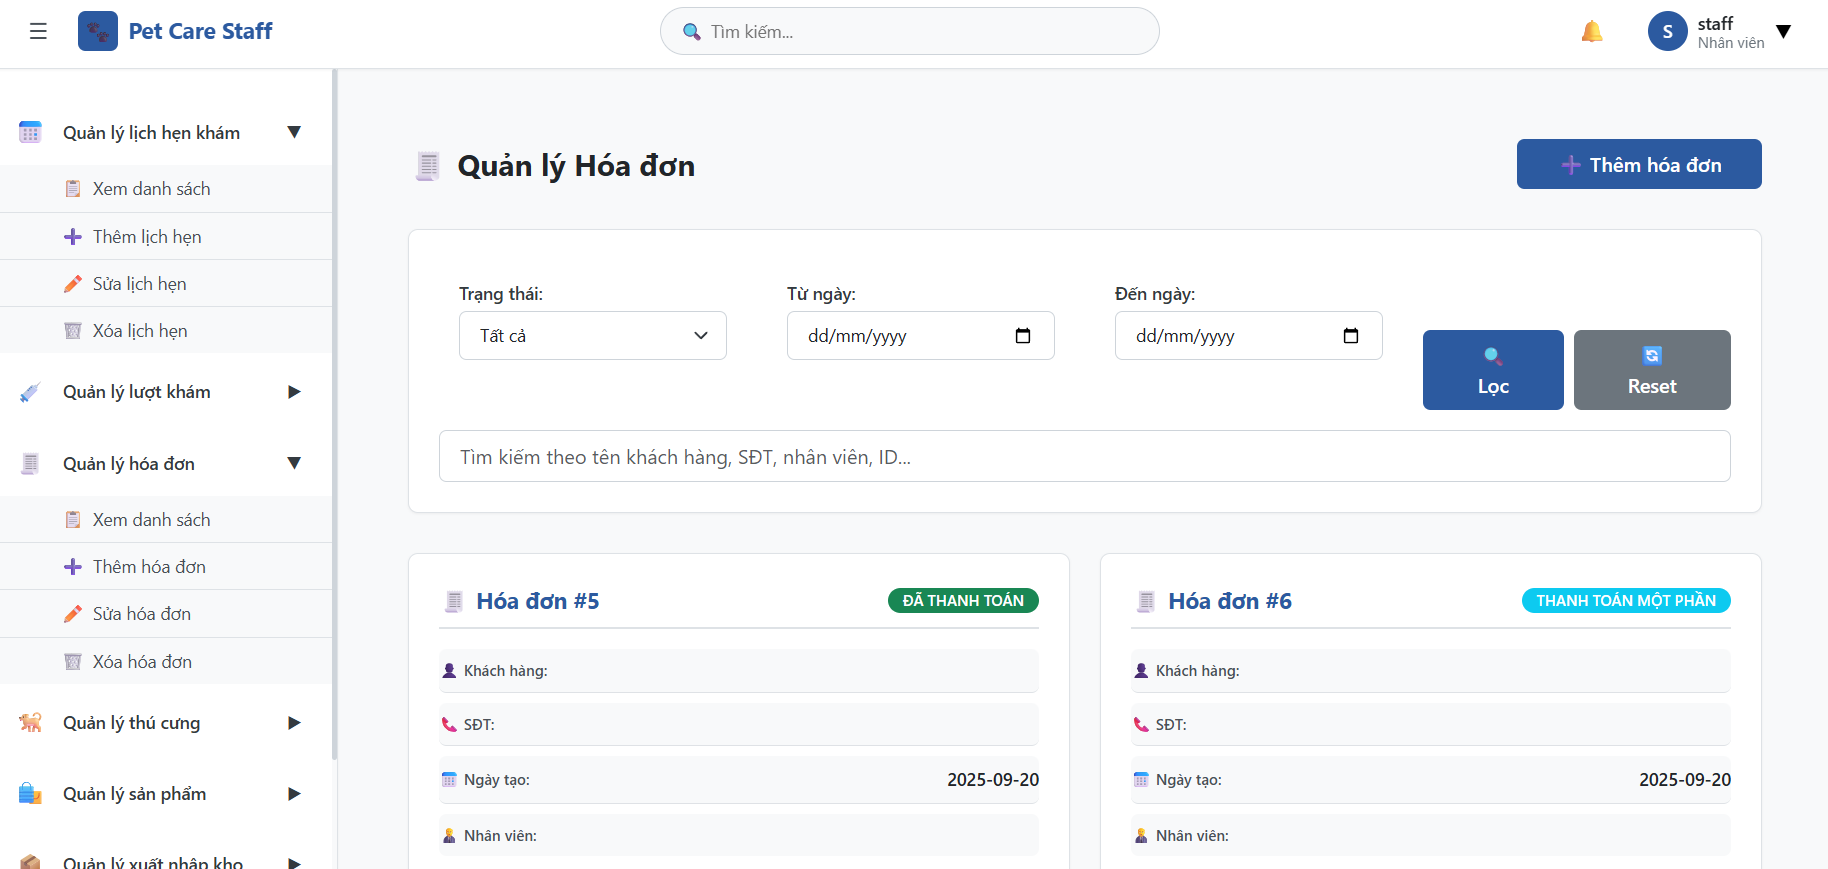 Pet Care Staff
Tìm kiếm...
S
staff
Nhân viên
Quản lý lịch hẹn khám
Xem danh sách
Thêm lịch hẹn
Sửa lịch hẹn
Xóa lịch hẹn
Quản lý lượt khám
Quản lý hóa đơn
Xem danh sách
Thêm hóa đơn
Sửa hóa đơn
Xóa hóa đơn
Quản lý thú cưng
Quản lý sản phẩm
Quản lý xuất nhập kho
Quản lý Hóa đơn
Thêm hóa đơn
Trạng thái:
Từ ngày:
Đến ngày:
Tất cả
dd/mm/yyyy
dd/mm/yyyy
Lọc
Reset
Tìm kiếm theo tên khách hàng, SĐT, nhân viên, ID...
Hóa đơn #5
ĐÃ THANH TOÁN
Khách hàng:
SĐT:
Ngày tạo: 2025-09-20
Nhân viên:
Hóa đơn #6
THANH TOÁN MỘT PHẦN
Khách hàng:
SĐT:
Ngày tạo: 2025-09-20
Nhân viên: